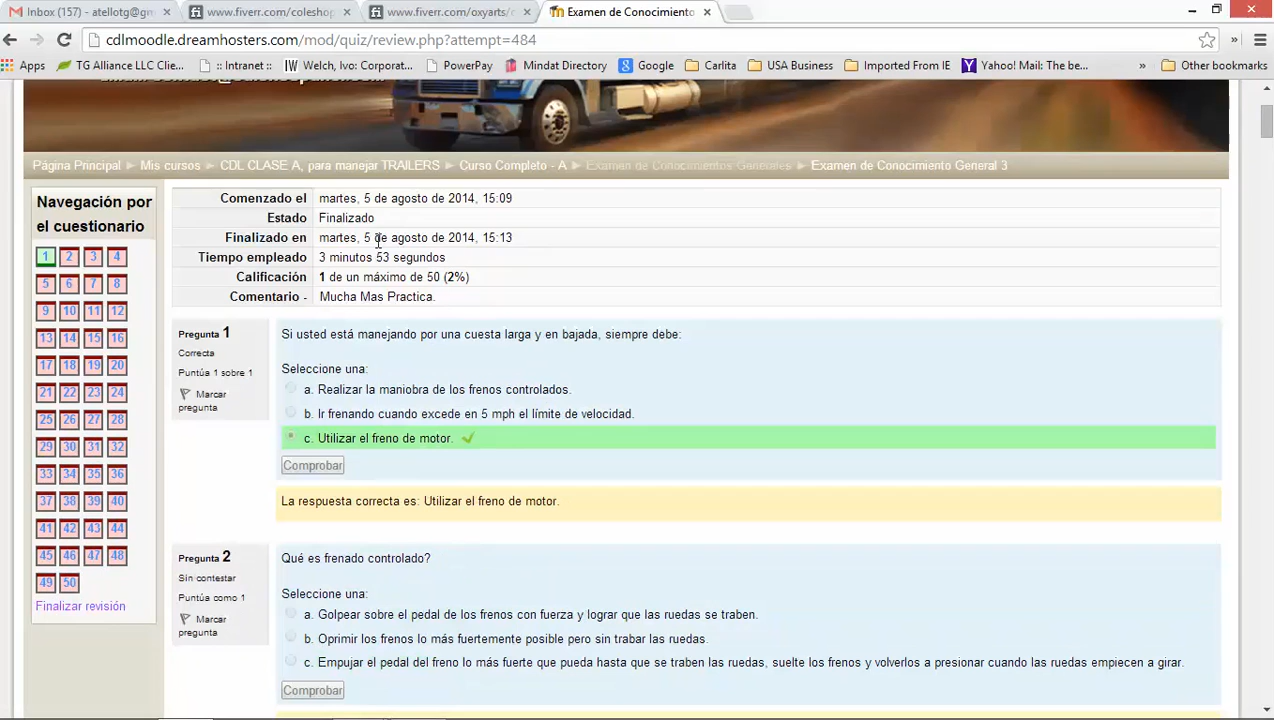 Inbox (157) - atellotg@gm
www.fiverr.com/coleshop
www.fiverr.com/oxyarts/
Examen de Conocimiento
cdlmoodle.dreamhosters.com/mod/quiz/review.php?attempt=484
Apps TG Alliance LLC Clie... :: Intranet :: Welch, Ivo: Corporat... PowerPay Mindat Directory Google Carlita USA Business Imported From IE Yahoo! Mail: The be... » Other bookmarks
Página Principal ► Mis cursos ► CDL CLASE A, para manejar TRAILERS ► Curso Completo - A ► Examen de Conocimientos Generales ► Examen de Conocimiento General 3
Navegación por el cuestionario
1 2 3 4
5 6 7 8
9 10 11 12
13 14 15 16
17 18 19 20
21 22 23 24
25 26 27 28
29 30 31 32
33 34 35 36
37 38 39 40
41 42 43 44
45 46 47 48
49 50
Finalizar revisión
Comenzado el martes, 5 de agosto de 2014, 15:09
Estado Finalizado
Finalizado en martes, 5 de agosto de 2014, 15:13
Tiempo empleado 3 minutos 53 segundos
Calificación 1 de un máximo de 50 (2%)
Comentario - Mucha Mas Practica.
Pregunta 1
Correcta
Puntúa 1 sobre 1
Marcar pregunta
Si usted está manejando por una cuesta larga y en bajada, siempre debe:
Seleccione una:
a. Realizar la maniobra de los frenos controlados.
b. Ir frenando cuando excede en 5 mph el límite de velocidad.
c. Utilizar el freno de motor.
Comprobar
La respuesta correcta es: Utilizar el freno de motor.
Pregunta 2
Sin contestar
Puntúa como 1
Marcar pregunta
Qué es frenado controlado?
Seleccione una:
a. Golpear sobre el pedal de los frenos con fuerza y lograr que las ruedas se traben.
b. Oprimir los frenos lo más fuertemente posible pero sin trabar las ruedas.
c. Empujar el pedal del freno lo más fuerte que pueda hasta que se traben las ruedas, suelte los frenos y volverlos a presionar cuando las ruedas empiecen a girar.
Comprobar